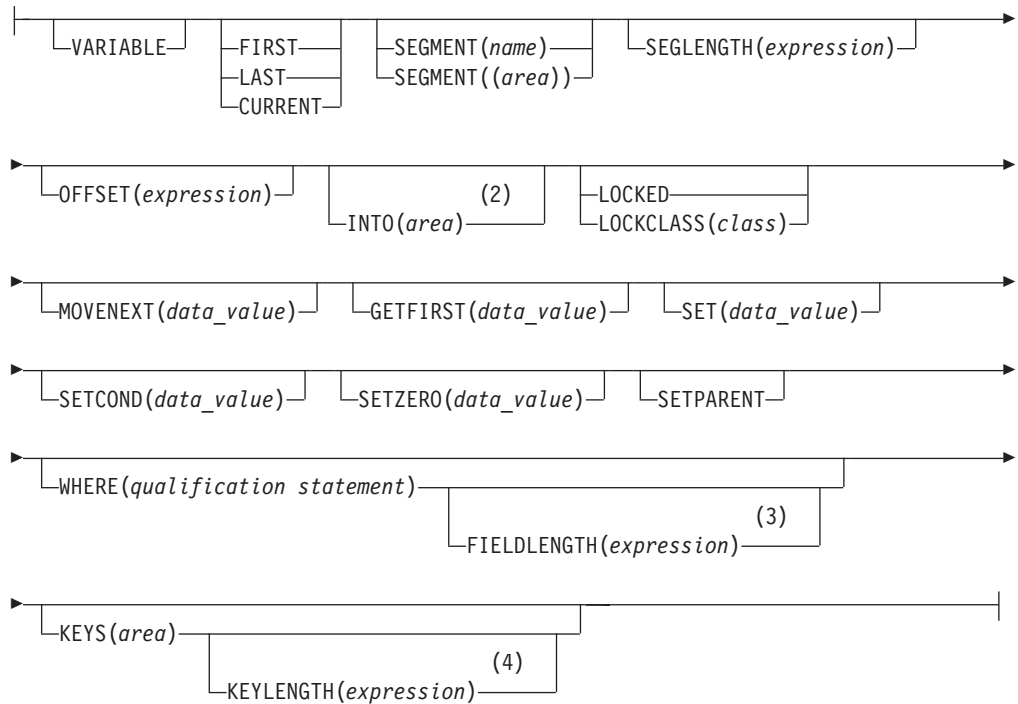 VARIABLE FIRST SEGMENT(name) SEGLENGTH(expression)
LAST SEGMENT((area))
CURRENT
OFFSET(expression) (2) LOCKED
INTO(area) LOCKCLASS(class)
MOVENEXT(data_value) GETFIRST(data_value) SET(data_value)
SETCOND(data_value) SETZERO(data_value) SETPARENT
WHERE(qualification statement)
(3)
FIELDLENGTH(expression)
KEYS(area)
(4)
KEYLENGTH(expression)